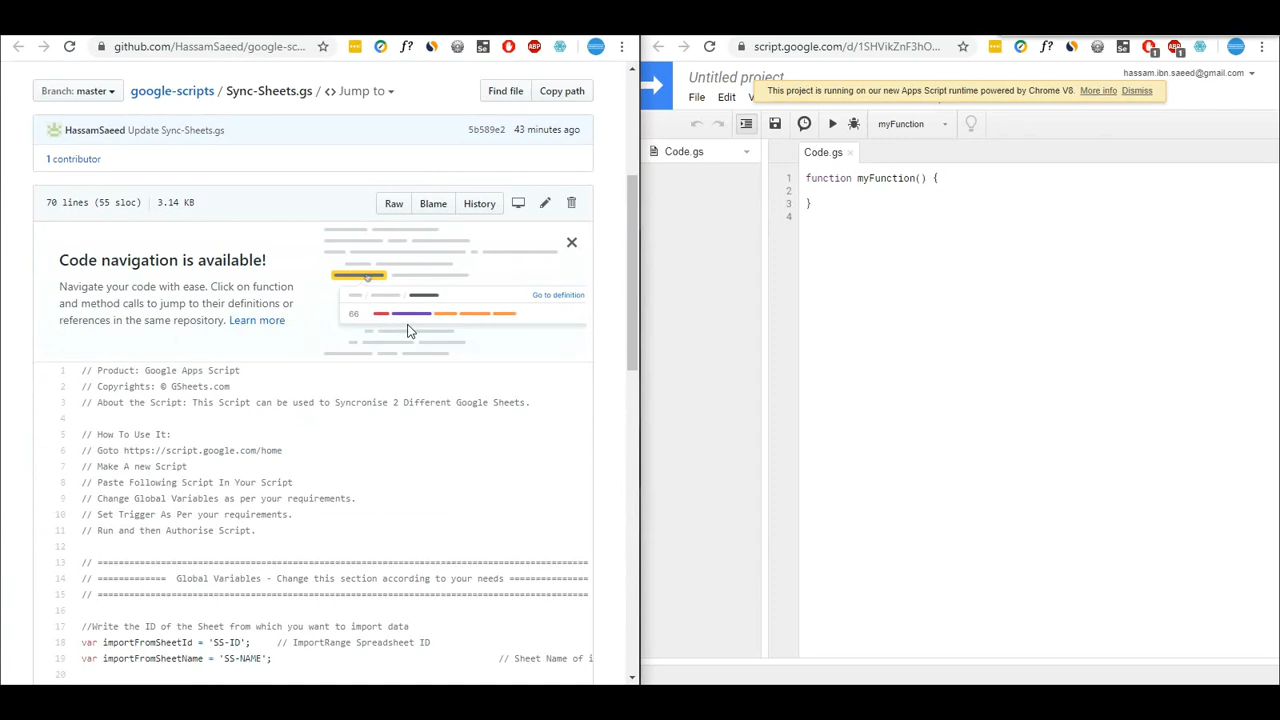 github.com/HassamSaeed/google-sc...
Branch: master
google-scripts / Sync-Sheets.gs / <> Jump to
Find file
Copy path
HassamSaeed Update Sync-Sheets.gs
5b589e2 43 minutes ago
1 contributor
70 lines (55 sloc) | 3.14 KB
Raw
Blame
History
Code navigation is available!
Navigate your code with ease. Click on function
and method calls to jump to their definitions or
references in the same repository. Learn more
Go to definition
66
1 // Product: Google Apps Script
2 // Copyrights: © GSheets.com
3 // About the Script: This Script can be used to Syncronise 2 Different Google Sheets.
4
5 // How To Use It:
6 // Goto https://script.google.com/home
7 // Make A new Script
8 // Paste Following Script In Your Script
9 // Change Global Variables as per your requirements.
10 // Set Trigger As Per your requirements.
11 // Run and then Authorise Script.
12
13 // ======================================================================
14 // ============= Global Variables - Change this section according to your needs ===============
15 // ======================================================================
16
17 //Write the ID of the Sheet from which you want to import data
18 var importFromSheetId = 'SS-ID'; // ImportRange Spreadsheet ID
19 var importFromSheetName = 'SS-NAME'; // Sheet Name of i
20
script.google.com/d/1SHVikZnF3hO...
Untitled project
hassam.ibn.saeed@gmail.com
File
Edit
This project is running on our new Apps Script runtime powered by Chrome V8. More info Dismiss
myFunction
Code.gs
Code.gs
1 function myFunction() {
2
3 }
4